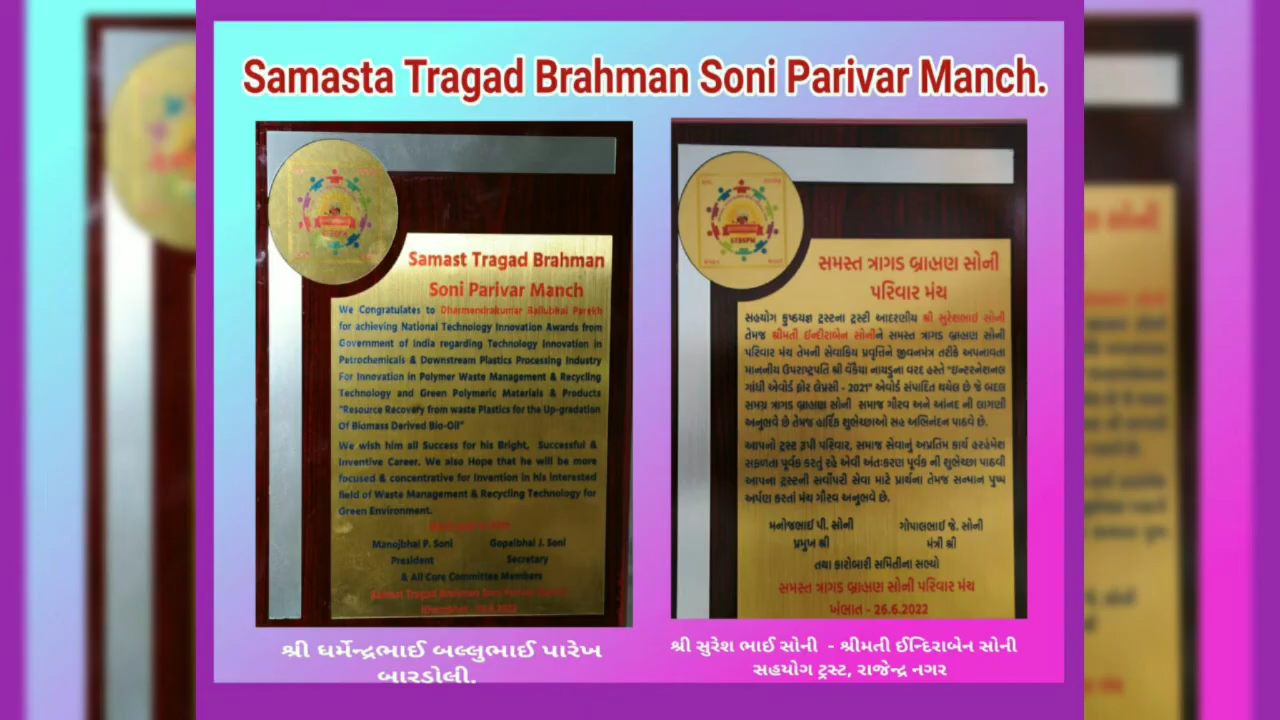 Samasta Tragad Brahman Soni Parivar Manch.
Samast Tragad Brahman
Soni Parivar Manch
We Congratulates to Dharmendrakumar Ballubhai Parekh
for achieving National Technology Innovation Awards from
Government of India regarding Technology Innovation in
Petrochemicals & Downstream Plastics Processing Industry
For Innovation in Polymer Waste Management & Recycling
Technology and Green Polymeric Materials & Products
"Resource Recovery from waste Plastics for the Up-gradation
Of Biomass Derived Bio-Oil"
We wish him all Success for his Bright, Successful &
Inventive Career. We also Hope that he will be more
focused & concentrative for Invention in his interested
field of Waste Management & Recycling Technology for
Green Environment.
Manojbhai P. Soni Gopalbhai J. Soni
President Secretary
& All Core Committee Members
Samast Tragad Brahman Soni Parivar Manch
STBSPM
સમસ્ત ત્રાગડ બ્રાહ્મણ સોની
પરિવાર મંચ
સહયોગ કુષ્ઠયજ્ઞ ટ્રસ્ટના ટ્રસ્ટી આદરણીય શ્રી સુરેશભાઈ સોની
તેમજ શ્રીમતી ઈન્દીરાબેન સોનીને સમસ્ત ત્રાગડ બ્રાહ્મણ સોની
પરિવાર મંચ તેમની સેવાકિય પ્રવૃત્તિને જીવનમંત્ર તરીકે અપનાવતા
માનનીય ઉપરાષ્ટ્રપતિ શ્રી વૈંકૈયા નાયડુના વરદ હસ્તે "ઇન્ટરનેશનલ
ગાંધી એવોર્ડ ફોર લેપ્રસી - 2021" એવોર્ડ સંપાદિત થયેલ છે જે બદલ
સમગ્ર ત્રાગડ બ્રાહ્મણ સોની સમાજ ગૌરવ અને આંનદ ની લાગણી
અનુભવે છે તેમજ હાર્દિક શુભેચ્છાઓ સહ અભિનંદન પાઠવે છે.
આપનો ટ્રસ્ટ રૂપી પરિવાર, સમાજ સેવાનું અપ્રતિમ કાર્ય હરહંમેશ
સફળતા પૂર્વક કરતું રહે એવી અંતઃકરણ પૂર્વક ની શુભેચ્છા પાઠવી
આપના ટ્રસ્ટની સર્વોપરી સેવા માટે પ્રાર્થના તેમજ સન્માન પુષ્પ
અર્પણ કરતાં મંચ ગૌરવ અનુભવે છે.
મનોજભાઈ પી. સોની ગોપાલભાઈ જે. સોની
પ્રમુખ શ્રી મંત્રી શ્રી
તથા કારોબારી સમિતીના સભ્યો
સમસ્ત ત્રાગડ બ્રાહ્મણ સોની પરિવાર મંચ
ખંભાત - 26.6.2022
શ્રી ધર્મેન્દ્રભાઈ બલ્લુભાઈ પારેખ
બારડોલી.
શ્રી સુરેશ ભાઈ સોની - શ્રીમતી ઈન્દિરાબેન સોની
સહયોગ ટ્રસ્ટ, રાજેન્દ્ર નગર